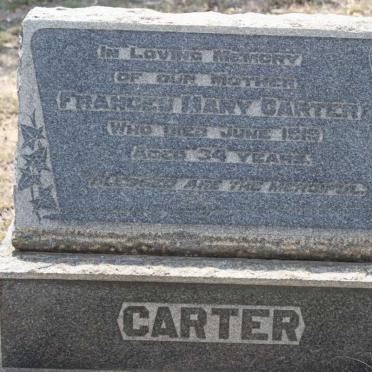 In Loving Memory
of our Mother
Frances Mary Carter
Who died June 1919
Aged 34 years.
Blessed are the merciful.
CARTER